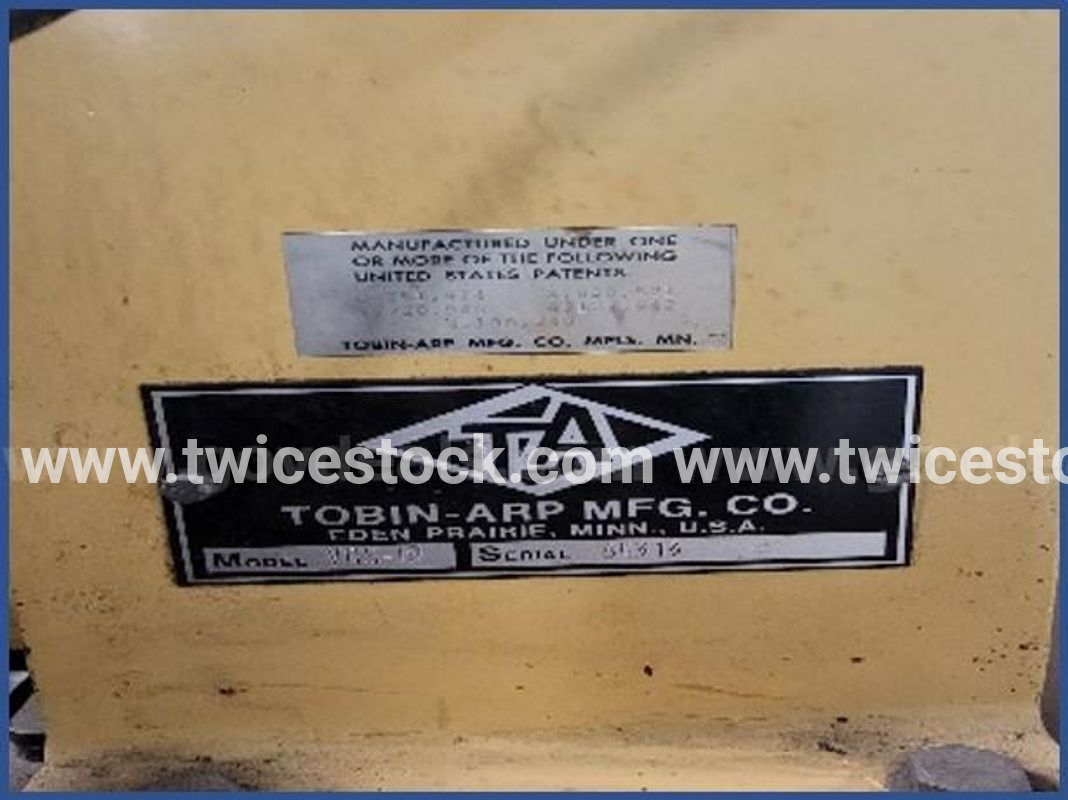 MANUFACTURED UNDER ONE
OR MORE OF THE FOLLOWING
UNITED STATES PATENTS
TOBIN-ARP MFG. CO. MPLS. MN.
www.twicestock.com www.twicesto
TOBIN-ARP MFG. CO.
EDEN PRAIRIE, MINN., U.S.A.
MODEL SERIAL